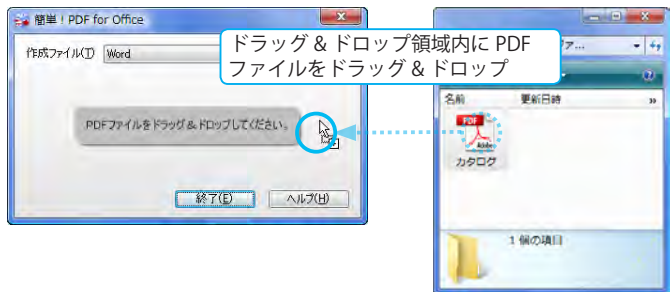 簡単！PDF for Office
作成ファイル(T) Word
ドラッグ & ドロップ領域内に PDF
ファイルをドラッグ & ドロップ
PDFファイルをドラッグ&ドロップしてください。
終了(E) ヘルプ(H)
ア...
名前 更新日時 »
PDF
Adobe
カタログ
1 個の項目